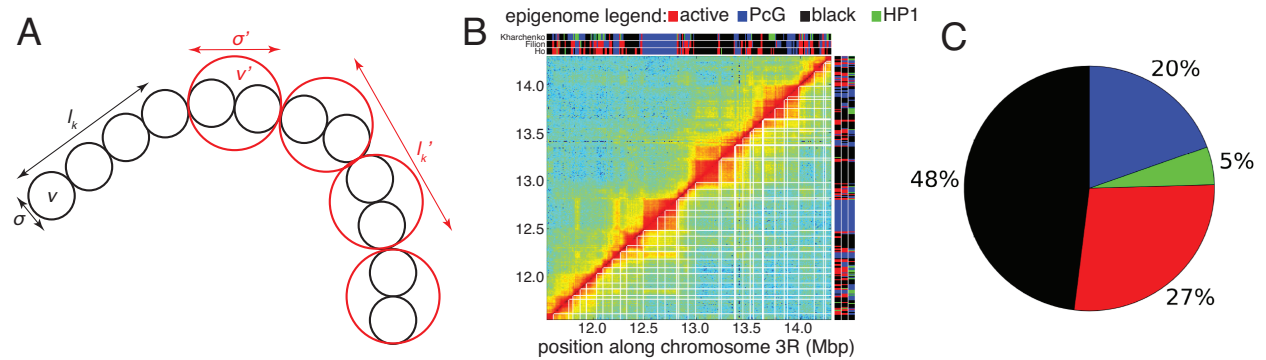 A
σ'
v'
l_k
l_k'
v
σ
B
epigenome legend: active PcG black HP1
Kharchenko
Filion
Ho
14.0
13.5
13.0
12.5
12.0
12.0 12.5 13.0 13.5 14.0
position along chromosome 3R (Mbp)
C
20%
5%
48%
27%